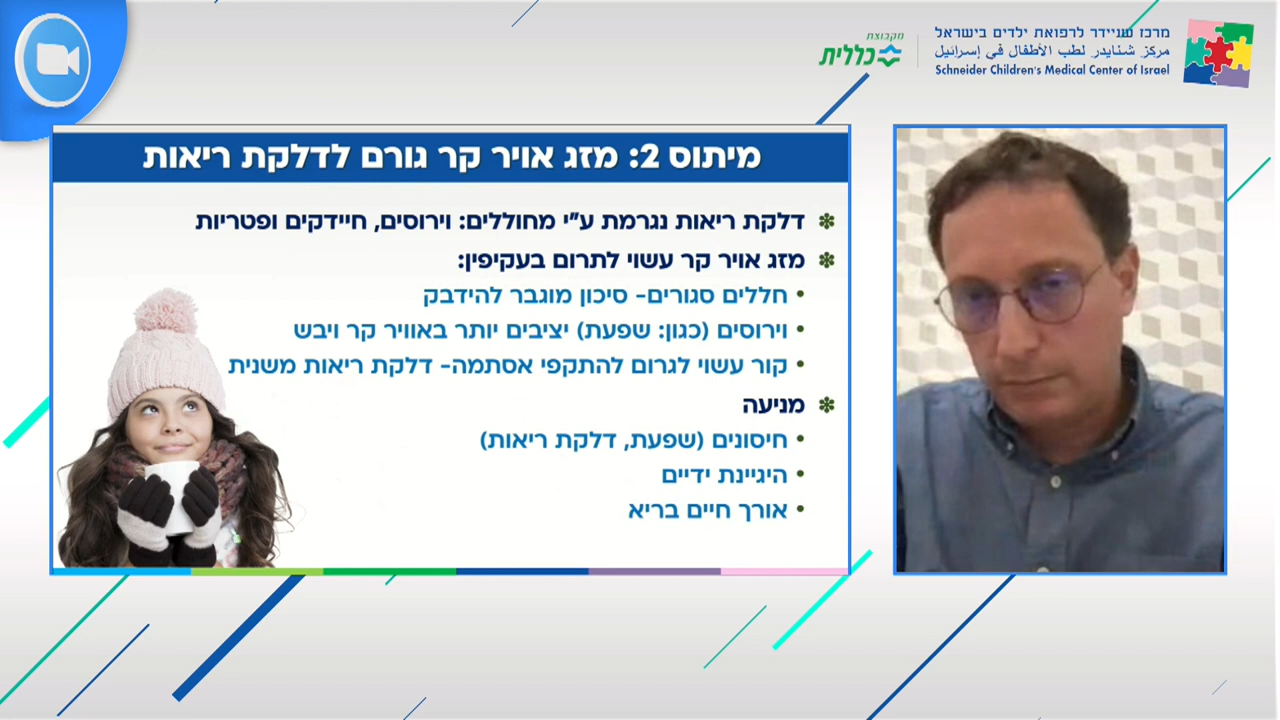 מקבוצת
כללית
מרכז שניידר לרפואת ילדים בישראל
مركز شنايدر لطب الأطفال في إسرائيل
Schneider Children's Medical Center of Israel
מיתוס 2: מזג אויר קר גורם לדלקת ריאות
דלקת ריאות נגרמת ע"י מחוללים: וירוסים, חיידקים ופטריות
מזג אויר קר עשוי לתרום בעקיפין:
חללים סגורים- סיכון מוגבר להידבק
וירוסים (כגון: שפעת) יציבים יותר באוויר קר ויבש
קור עשוי לגרום להתקפי אסתמה- דלקת ריאות משנית
מניעה
חיסונים (שפעת, דלקת ריאות)
היגיינת ידיים
אורך חיים בריא